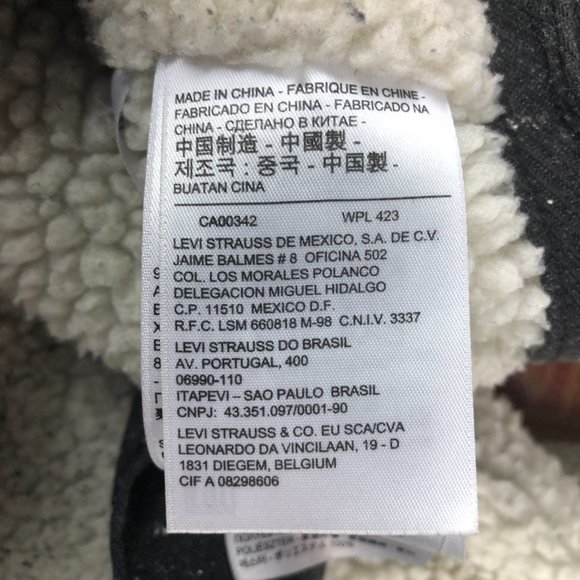 MADE IN CHINA - FABRIQUE EN CHINE -
FABRICADO EN CHINA - FABRICADO NA
CHINA - СДЕЛАНО В КИТАЕ -
中国制造 - 中國製 -
제조국 : 중국 - 中国製 -
BUATAN CINA
CA00342 WPL 423
LEVI STRAUSS DE MEXICO, S.A. DE C.V.
JAIME BALMES # 8 OFICINA 502
COL. LOS MORALES POLANCO
DELEGACION MIGUEL HIDALGO
C.P. 11510 MEXICO D.F.
R.F.C. LSM 660818 M-98 C.N.I.V. 3337
LEVI STRAUSS DO BRASIL
AV. PORTUGAL, 400
06990-110
ITAPEVI – SAO PAULO BRASIL
CNPJ: 43.351.097/0001-90
LEVI STRAUSS & CO. EU SCA/CVA
LEONARDO DA VINCILAAN, 19 - D
1831 DIEGEM, BELGIUM
CIF A 08298606